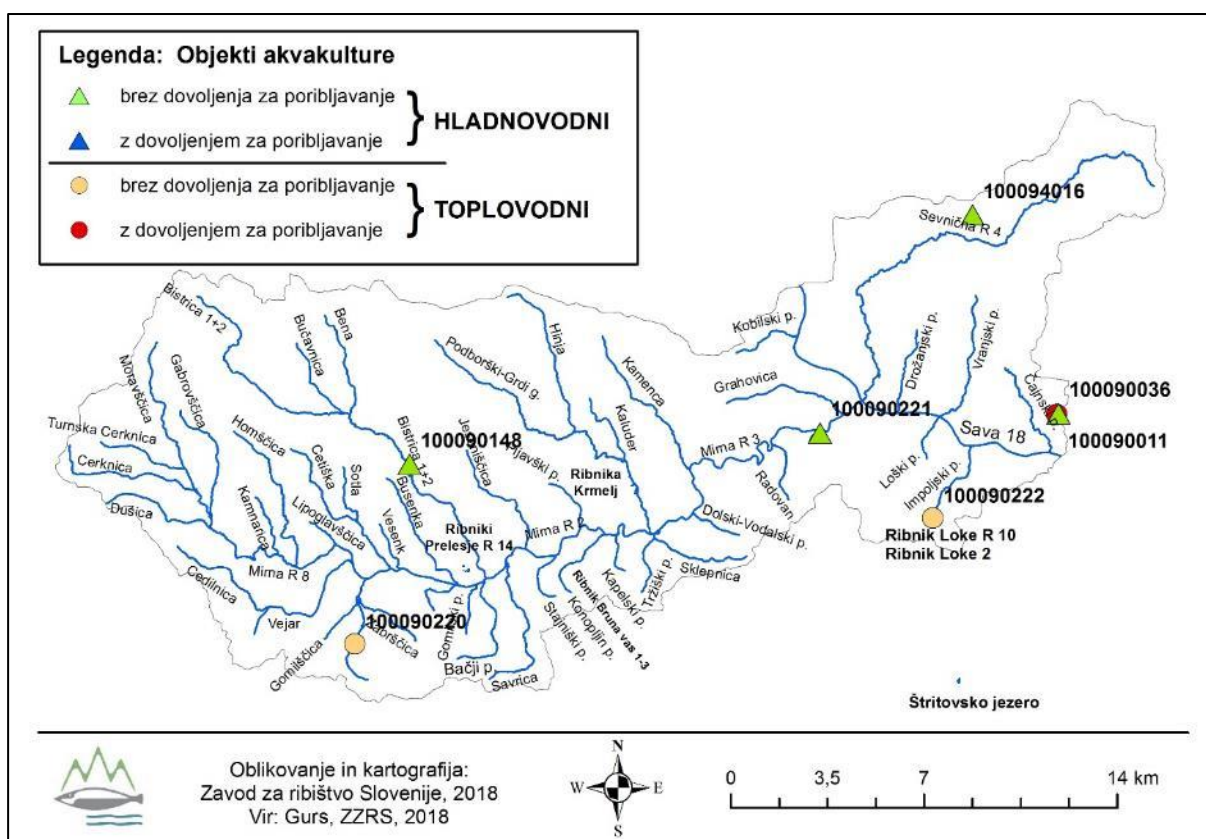 Legenda: Objekti akvakulture
brez dovoljenja za poribljavanje
z dovoljenjem za poribljavanje
HLADNOVODNI
brez dovoljenja za poribljavanje
z dovoljenjem za poribljavanje
TOPLOVODNI
100094016
Sevnična R 4
Bistrica 1+2
Bučavnica
Bena
Hinja
Podborški-Grdi g.
Kamenca
Kaluder
Kobilski p.
Grahovica
Drožanjski p.
Vranjski p.
Čajnski p.
100090036
100090011
Moravščica
Gabrovščica
Turnska Cerknica
Cerknica
Dušica
Homščica
Cetiška
Sotla
Kamnarica
Lipoglavščica
Vesenk
Busenka
Bistrica 1+2
100090148
Pijavški p.
Ribnika
Krmelj
Mirna R 3
100090221
Radovan
Sava 18
Loški p.
Impoljski p.
100090222
Ribnik Loke R 10
Ribnik Loke 2
Ribniki
Prelesje R 14
Dolski-Vodalski p.
Sklepnica
Mirna R 8
Cedilnica
Vejar
Gomilščica
100090220
Bačji p.
Savrica
Stajniški p.
Konopljin p.
Ribnik Bruna vas 1-3
Kapelski p.
Tržiški p.
Štritovsko jezero
Oblikovanje in kartografija:
Zavod za ribištvo Slovenije, 2018
Vir: Gurs, ZZRS, 2018
N
W
E
S
0
3,5
7
14 km